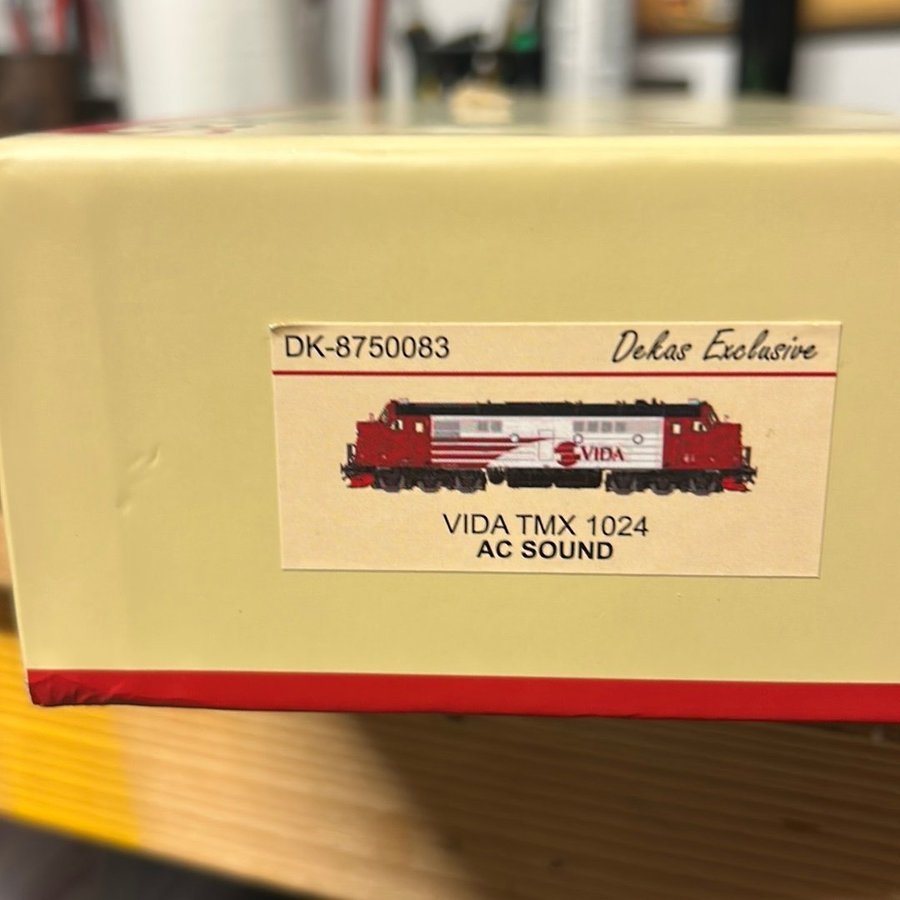 DK-8750083 Dekas Exclusive
VIDA
VIDA TMX 1024
AC SOUND